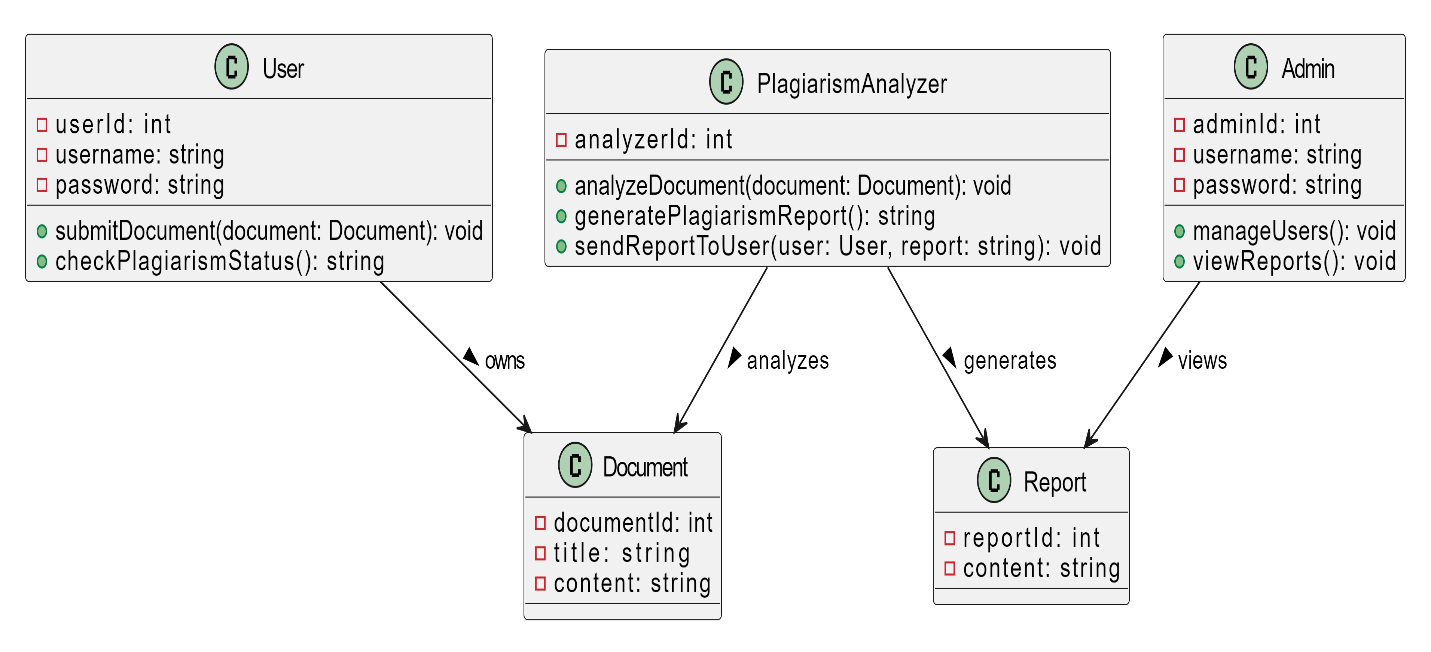 C User
userId: int
username: string
password: string
submitDocument(document: Document): void
checkPlagiarismStatus(): string
C PlagiarismAnalyzer
analyzerId: int
analyzeDocument(document: Document): void
generatePlagiarismReport(): string
sendReportToUser(user: User, report: string): void
C Admin
adminId: int
username: string
password: string
manageUsers(): void
viewReports(): void
owns
analyzes
generates
views
C Document
documentId: int
title: string
content: string
C Report
reportId: int
content: string